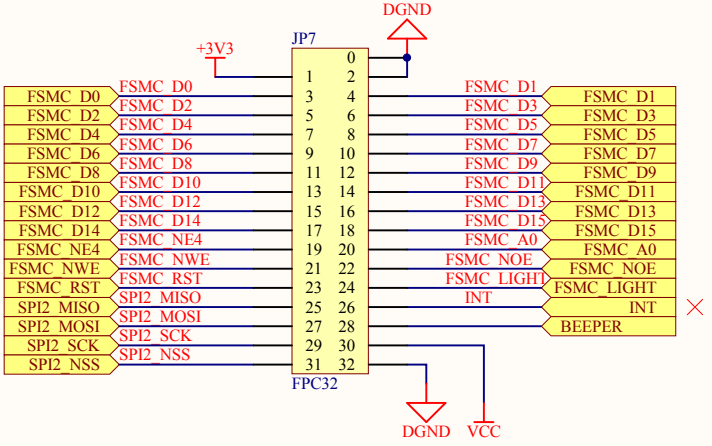 DGND
JP7
+3V3
0
1 2
FSMC_D0 FSMC_D0 3 4 FSMC_D1 FSMC_D1
FSMC_D2 FSMC_D2 5 6 FSMC_D3 FSMC_D3
FSMC_D4 FSMC_D4 7 8 FSMC_D5 FSMC_D5
FSMC_D6 FSMC_D6 9 10 FSMC_D7 FSMC_D7
FSMC_D8 FSMC_D8 11 12 FSMC_D9 FSMC_D9
FSMC_D10 FSMC_D10 13 14 FSMC_D11 FSMC_D11
FSMC_D12 FSMC_D12 15 16 FSMC_D13 FSMC_D13
FSMC_D14 FSMC_D14 17 18 FSMC_D15 FSMC_D15
FSMC_NE4 FSMC_NE4 19 20 FSMC_A0 FSMC_A0
FSMC_NWE FSMC_NWE 21 22 FSMC_NOE FSMC_NOE
FSMC_RST FSMC_RST 23 24 FSMC_LIGHT FSMC_LIGHT
SPI2_MISO SPI2_MISO 25 26 INT INT
SPI2_MOSI SPI2_MOSI 27 28 BEEPER
SPI2_SCK SPI2_SCK 29 30
SPI2_NSS SPI2_NSS 31 32
FPC32
DGND VCC